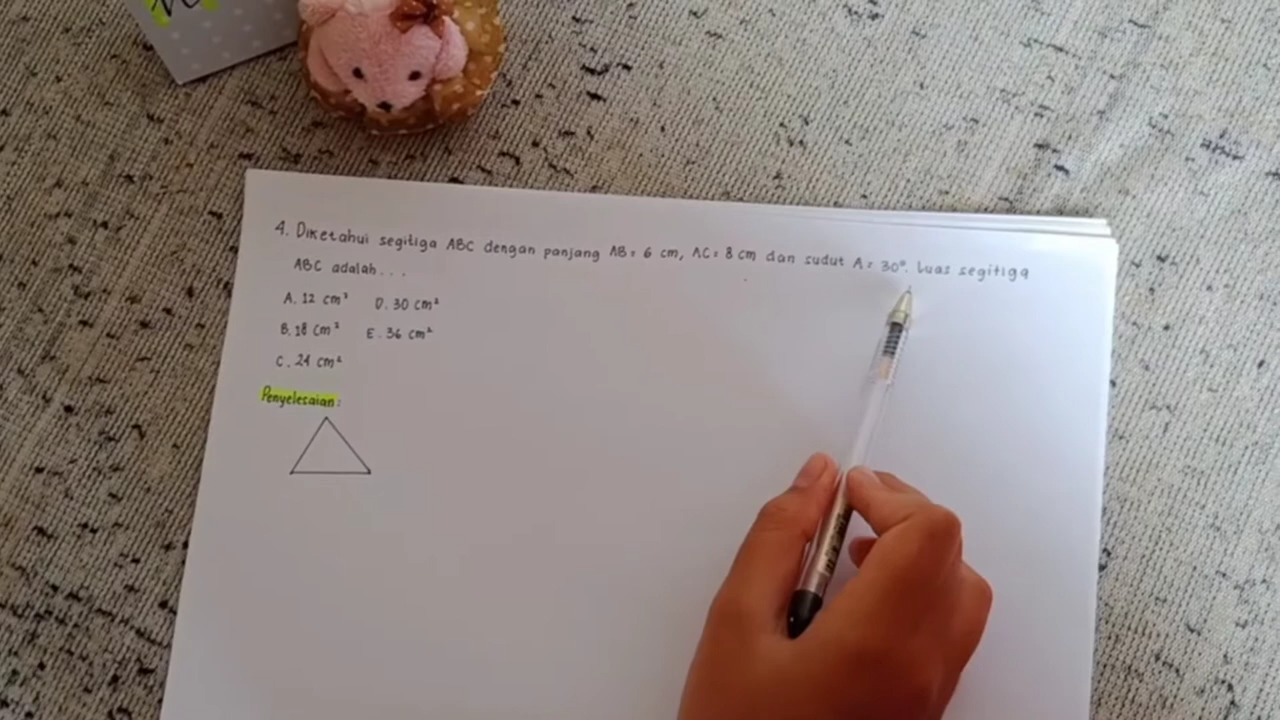 4. Diketahui segitiga ABC dengan panjang AB = 6 cm, AC = 8 cm dan sudut A = 30°. Luas segitiga
ABC adalah . . .
A. 12 cm² D. 30 cm²
B. 18 cm² E. 36 cm²
C. 24 cm²
Penyelesaian :